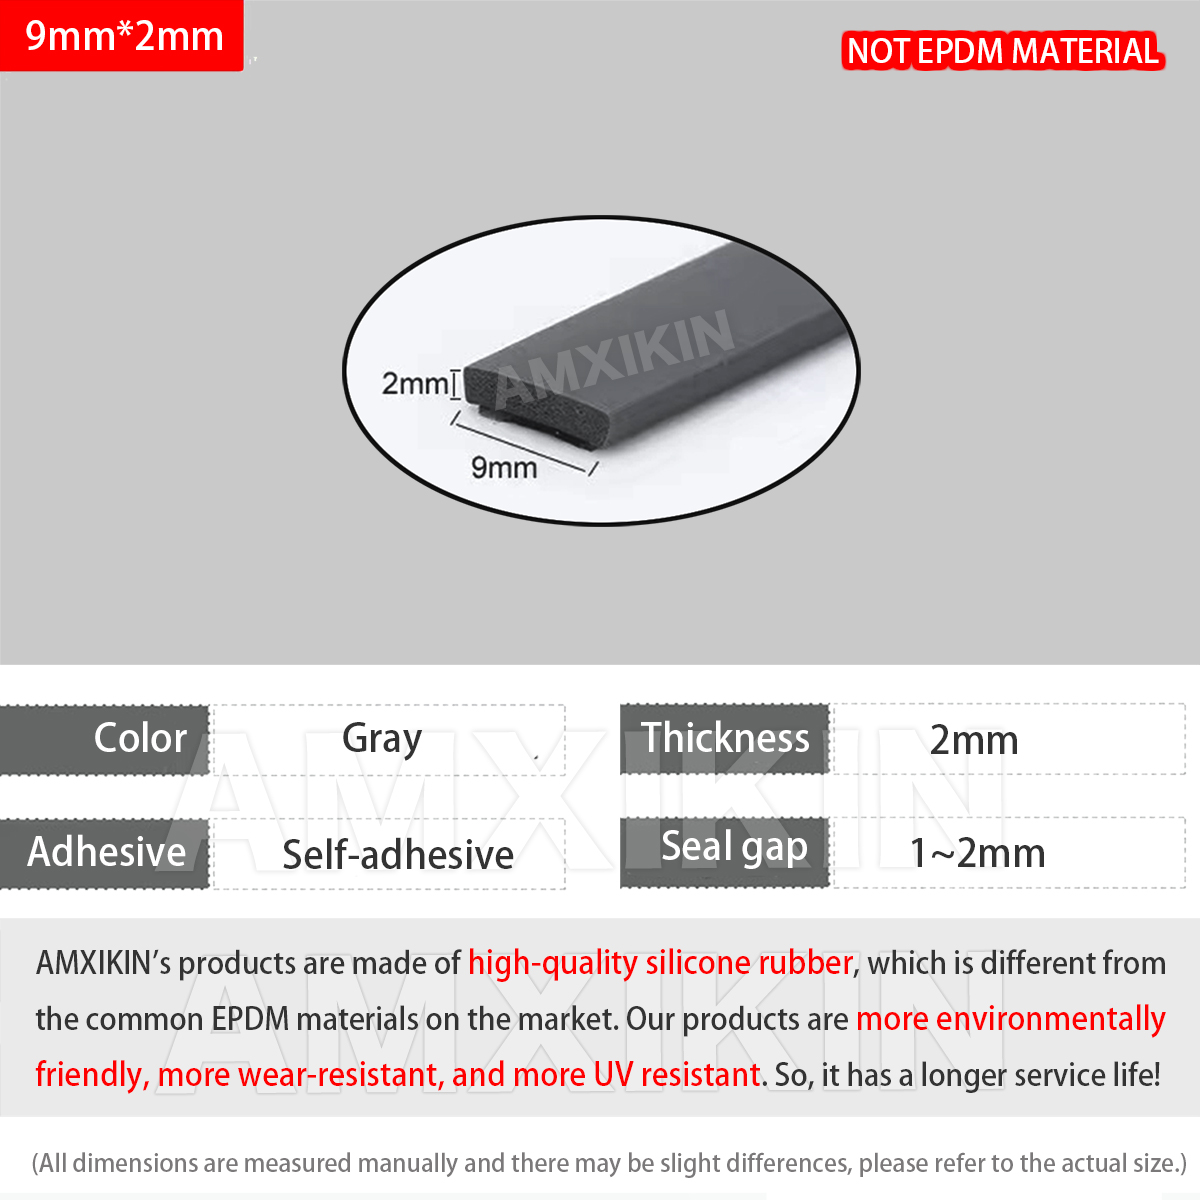 9mm*2mm
NOT EPDM MATERIAL
AMXIKIN
2mm
9mm
Color
Gray
Thickness
2mm
Adhesive
Self-adhesive
Seal gap
1~2mm
AMXIKIN
AMXIKIN's products are made of high-quality silicone rubber, which is different from
the common EPDM materials on the market. Our products are more environmentally
friendly, more wear-resistant, and more UV resistant. So, it has a longer service life!
AMXIKIN
(All dimensions are measured manually and there may be slight differences, please refer to the actual size.)